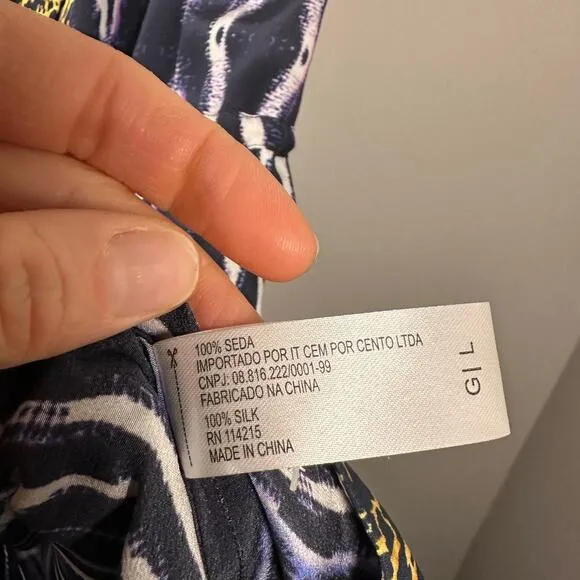 100% SEDA
IMPORTADO POR IT CEM POR CENTO LTDA
CNPJ: 08.816.222/0001-99
FABRICADO NA CHINA
100% SILK
RN 114215
MADE IN CHINA
G | L